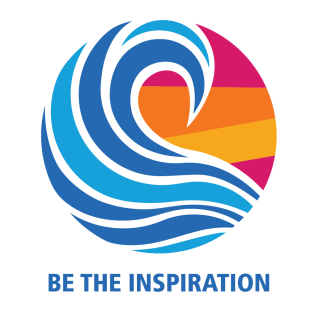 BE THE INSPIRATION